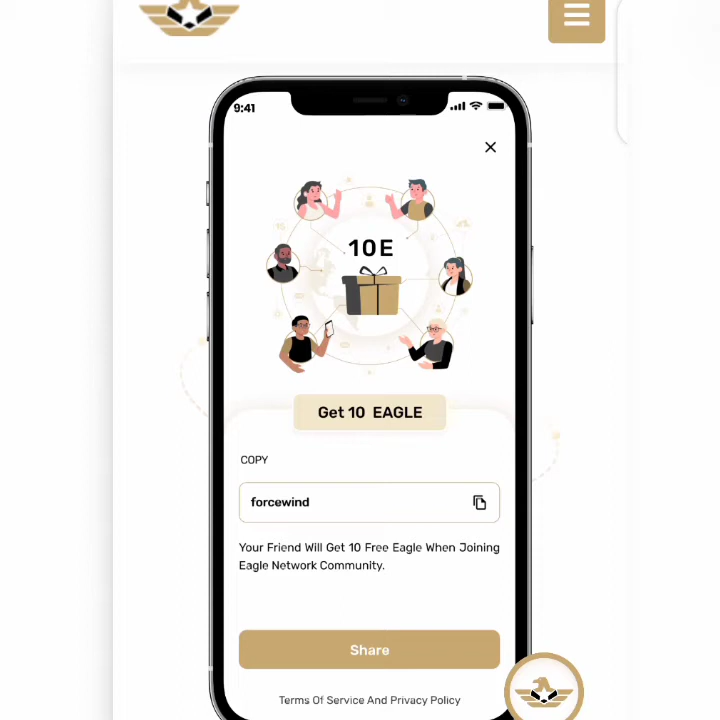 9:41
10E
Get 10 EAGLE
COPY
forcewind
Your Friend Will Get 10 Free Eagle When Joining
Eagle Network Community.
Share
Terms Of Service And Privacy Policy